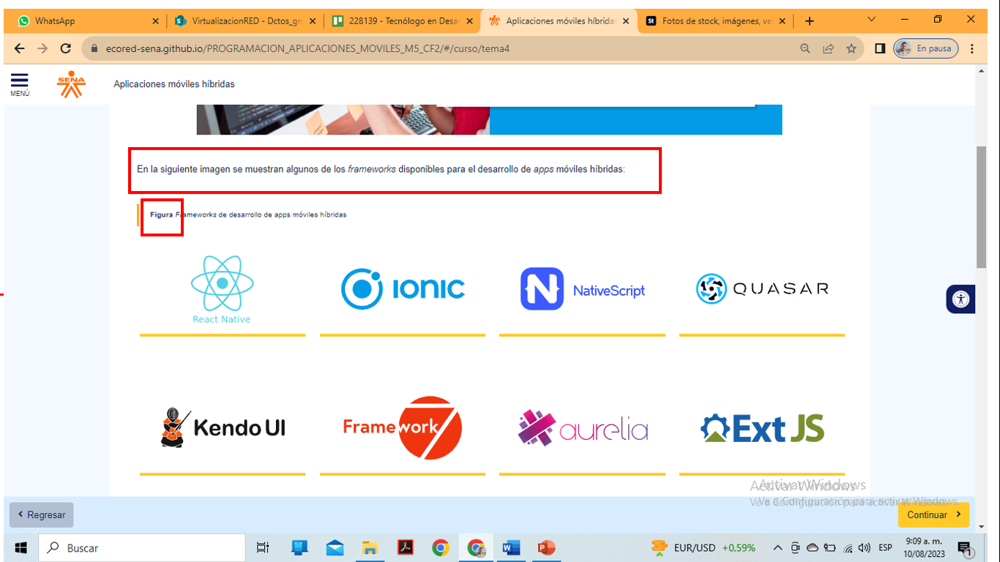 WhatsApp
VirtualizacionRED - Dctos_gn
228139 - Tecnólogo en Desar
Aplicaciones móviles híbridas
St
Fotos de stock, imágenes, ve
ecored-sena.github.io/PROGRAMACION_APLICACIONES_MOVILES_M5_CF2/#/curso/tema4
En pausa
MENÚ
SENA
Aplicaciones móviles híbridas
En la siguiente imagen se muestran algunos de los frameworks disponibles para el desarrollo de apps móviles híbridas:
Figura Frameworks de desarrollo de apps móviles híbridas
React Native
IONIC
N NativeScript
QUASAR
Kendo UI
Framework7
aurelia
Ext JS
Activar Windows
Ve a Configuración para activar Windows.
Regresar
Continuar
Buscar
EUR/USD +0,59%
ESP
9:09 a. m.
10/08/2023
1